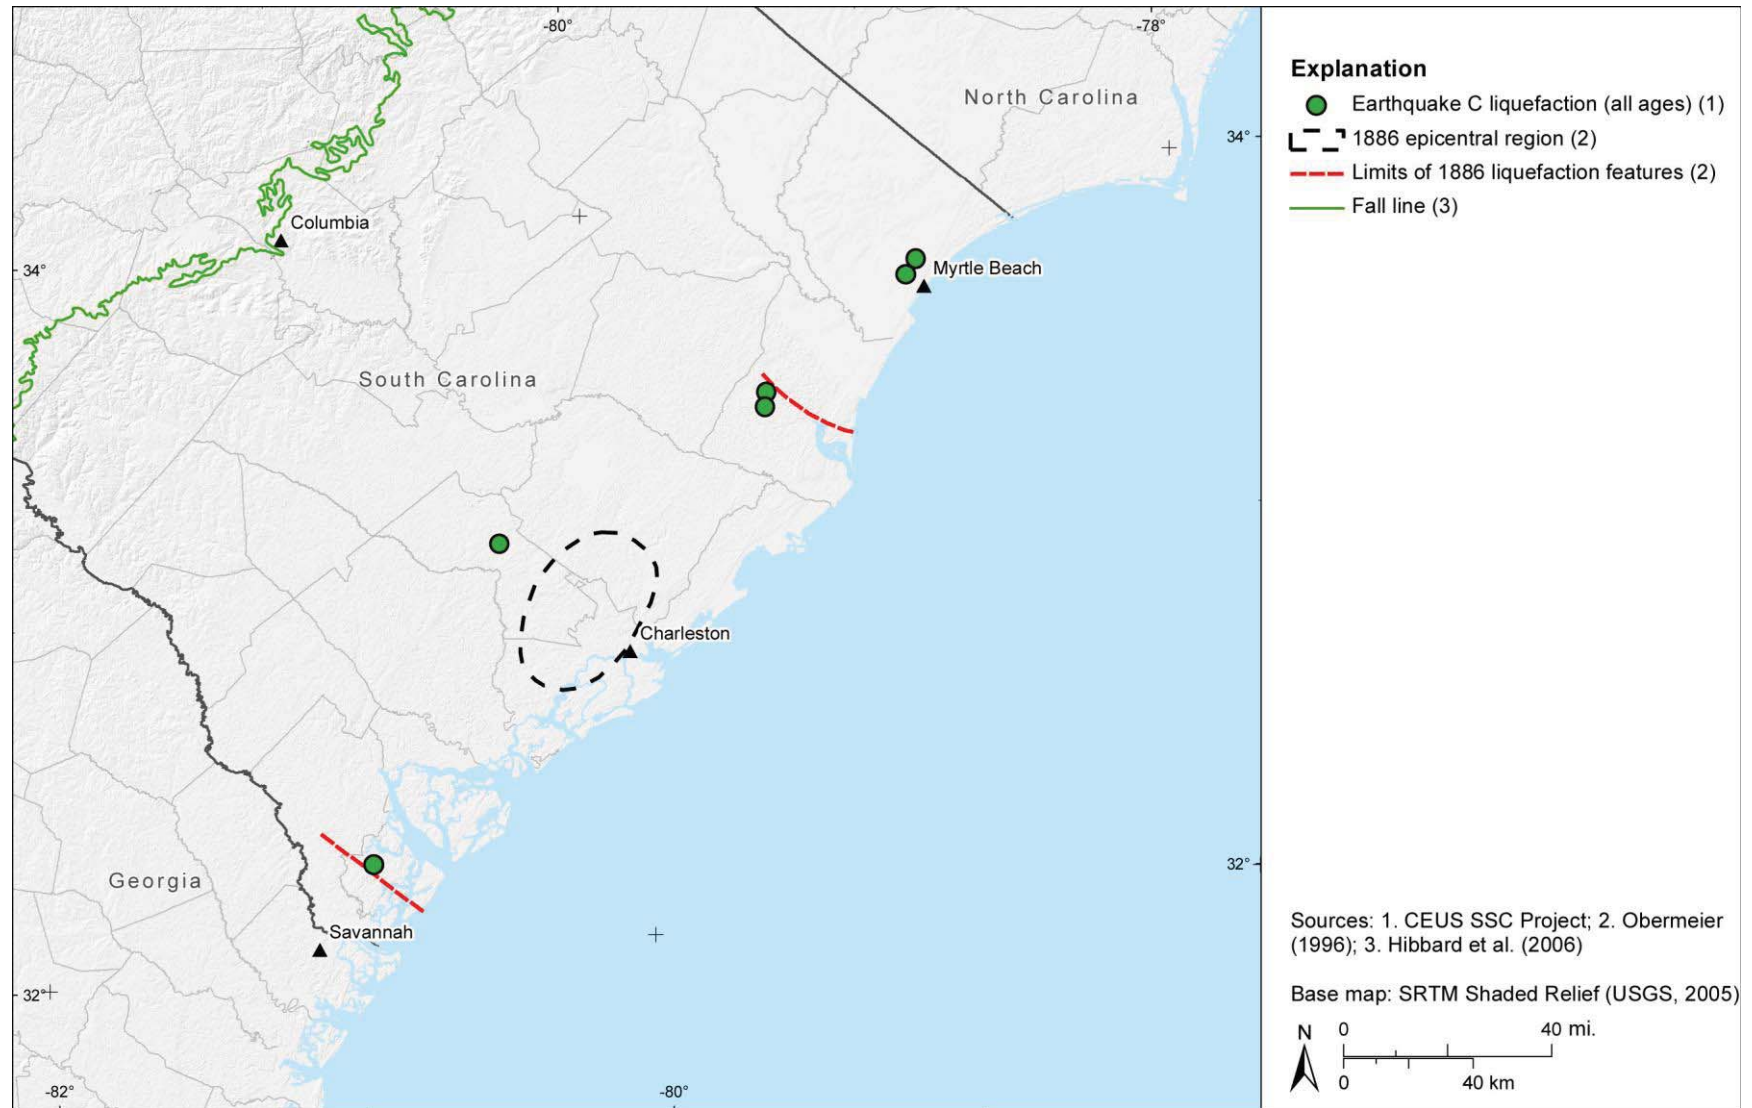 -80°
-78°
North Carolina
34°
Columbia
34°
Myrtle Beach
South Carolina
Charleston
Georgia
32°
Savannah
32°
-82°
-80°
Explanation
Earthquake C liquefaction (all ages) (1)
1886 epicentral region (2)
Limits of 1886 liquefaction features (2)
Fall line (3)
Sources: 1. CEUS SSC Project; 2. Obermeier
(1996); 3. Hibbard et al. (2006)
Base map: SRTM Shaded Relief (USGS, 2005)
N
0 40 mi.
0 40 km